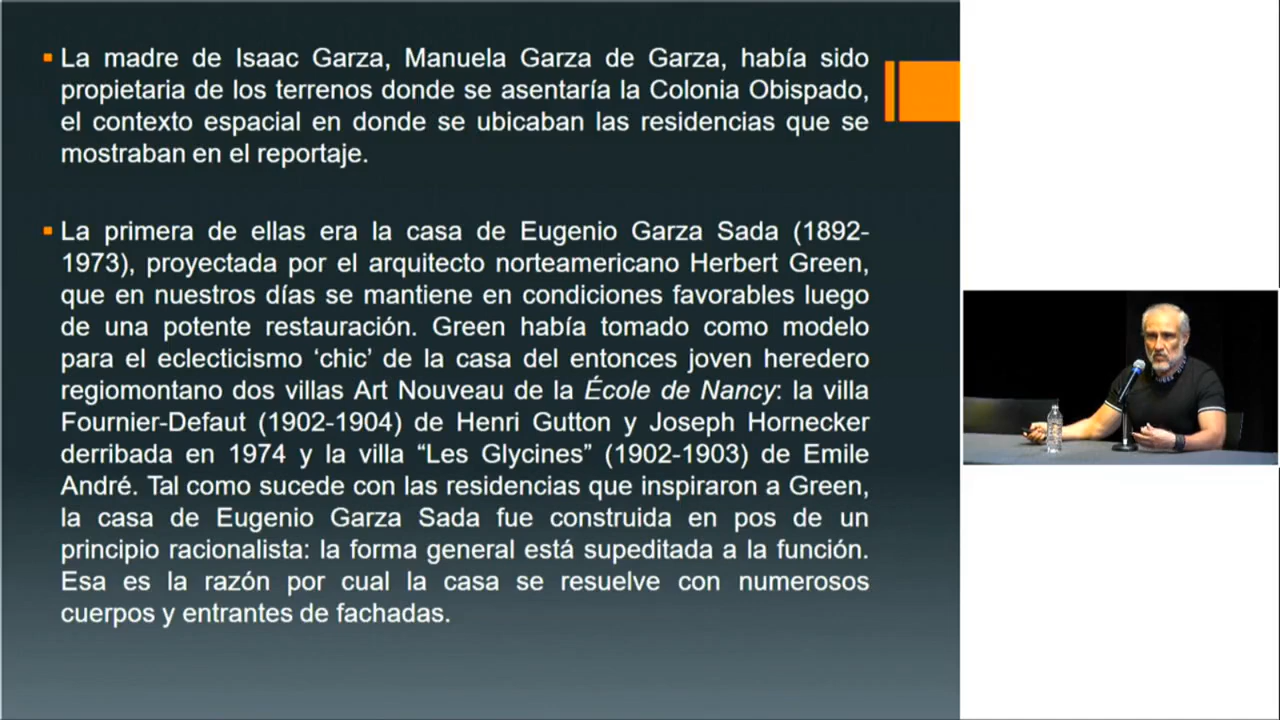 La madre de Isaac Garza, Manuela Garza de Garza, había sido
propietaria de los terrenos donde se asentaría la Colonia Obispado,
el contexto espacial en donde se ubicaban las residencias que se
mostraban en el reportaje.
La primera de ellas era la casa de Eugenio Garza Sada (1892-
1973), proyectada por el arquitecto norteamericano Herbert Green,
que en nuestros días se mantiene en condiciones favorables luego
de una potente restauración. Green había tomado como modelo
para el eclecticismo ‘chic’ de la casa del entonces joven heredero
regiomontano dos villas Art Nouveau de la École de Nancy: la villa
Fournier-Defaut (1902-1904) de Henri Gutton y Joseph Hornecker
derribada en 1974 y la villa “Les Glycines” (1902-1903) de Emile
André. Tal como sucede con las residencias que inspiraron a Green,
la casa de Eugenio Garza Sada fue construida en pos de un
principio racionalista: la forma general está supeditada a la función.
Esa es la razón por cual la casa se resuelve con numerosos
cuerpos y entrantes de fachadas.